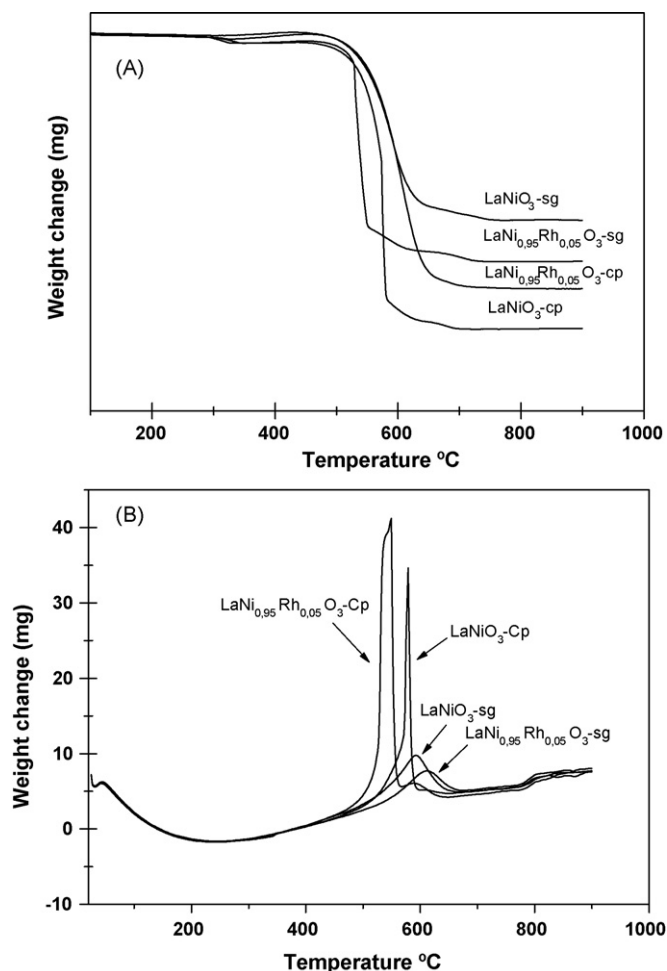 (A)
Weight change (mg)
LaNiO3-sg
LaNi0,95Rh0,05O3-sg
LaNi0,95Rh0,05O3-cp
LaNiO3-cp
200 400 600 800 1000
Temperature ºC
(B)
Weight change (mg)
40
30
20
10
0
-10
LaNi0,95Rh0,05O3-Cp
LaNiO3-Cp
LaNiO3-sg
LaNi0,95Rh0,05O3-sg
200 400 600 800 1000
Temperature ºC